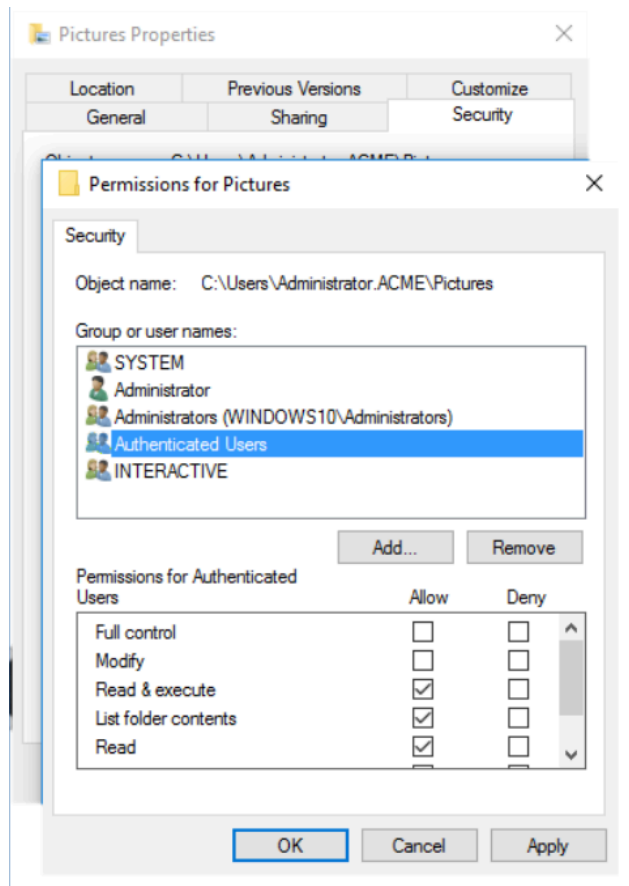 Pictures Properties
Location Previous Versions Customize
General Sharing Security
Permissions for Pictures
Security
Object name: C:\Users\Administrator.ACME\Pictures
Group or user names:
SYSTEM
Administrator
Administrators (WINDOWS10\Administrators)
Authenticated Users
INTERACTIVE
Add... Remove
Permissions for Authenticated
Users Allow Deny
Full control
Modify
Read & execute
List folder contents
Read
OK Cancel Apply